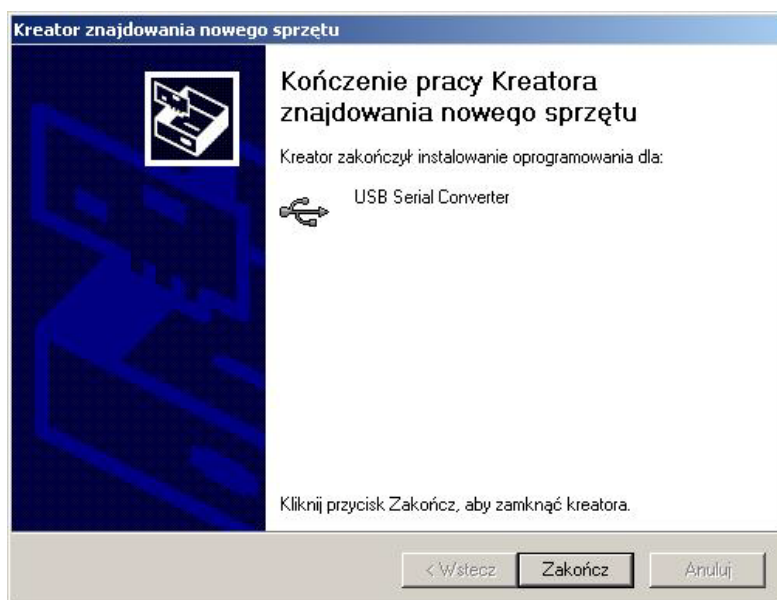 Kreator znajdowania nowego sprzętu
Kończenie pracy Kreatora
znajdowania nowego sprzętu
Kreator zakończył instalowanie oprogramowania dla:
USB Serial Converter
Kliknij przycisk Zakończ, aby zamknąć kreatora.
< Wstecz Zakończ Anuluj